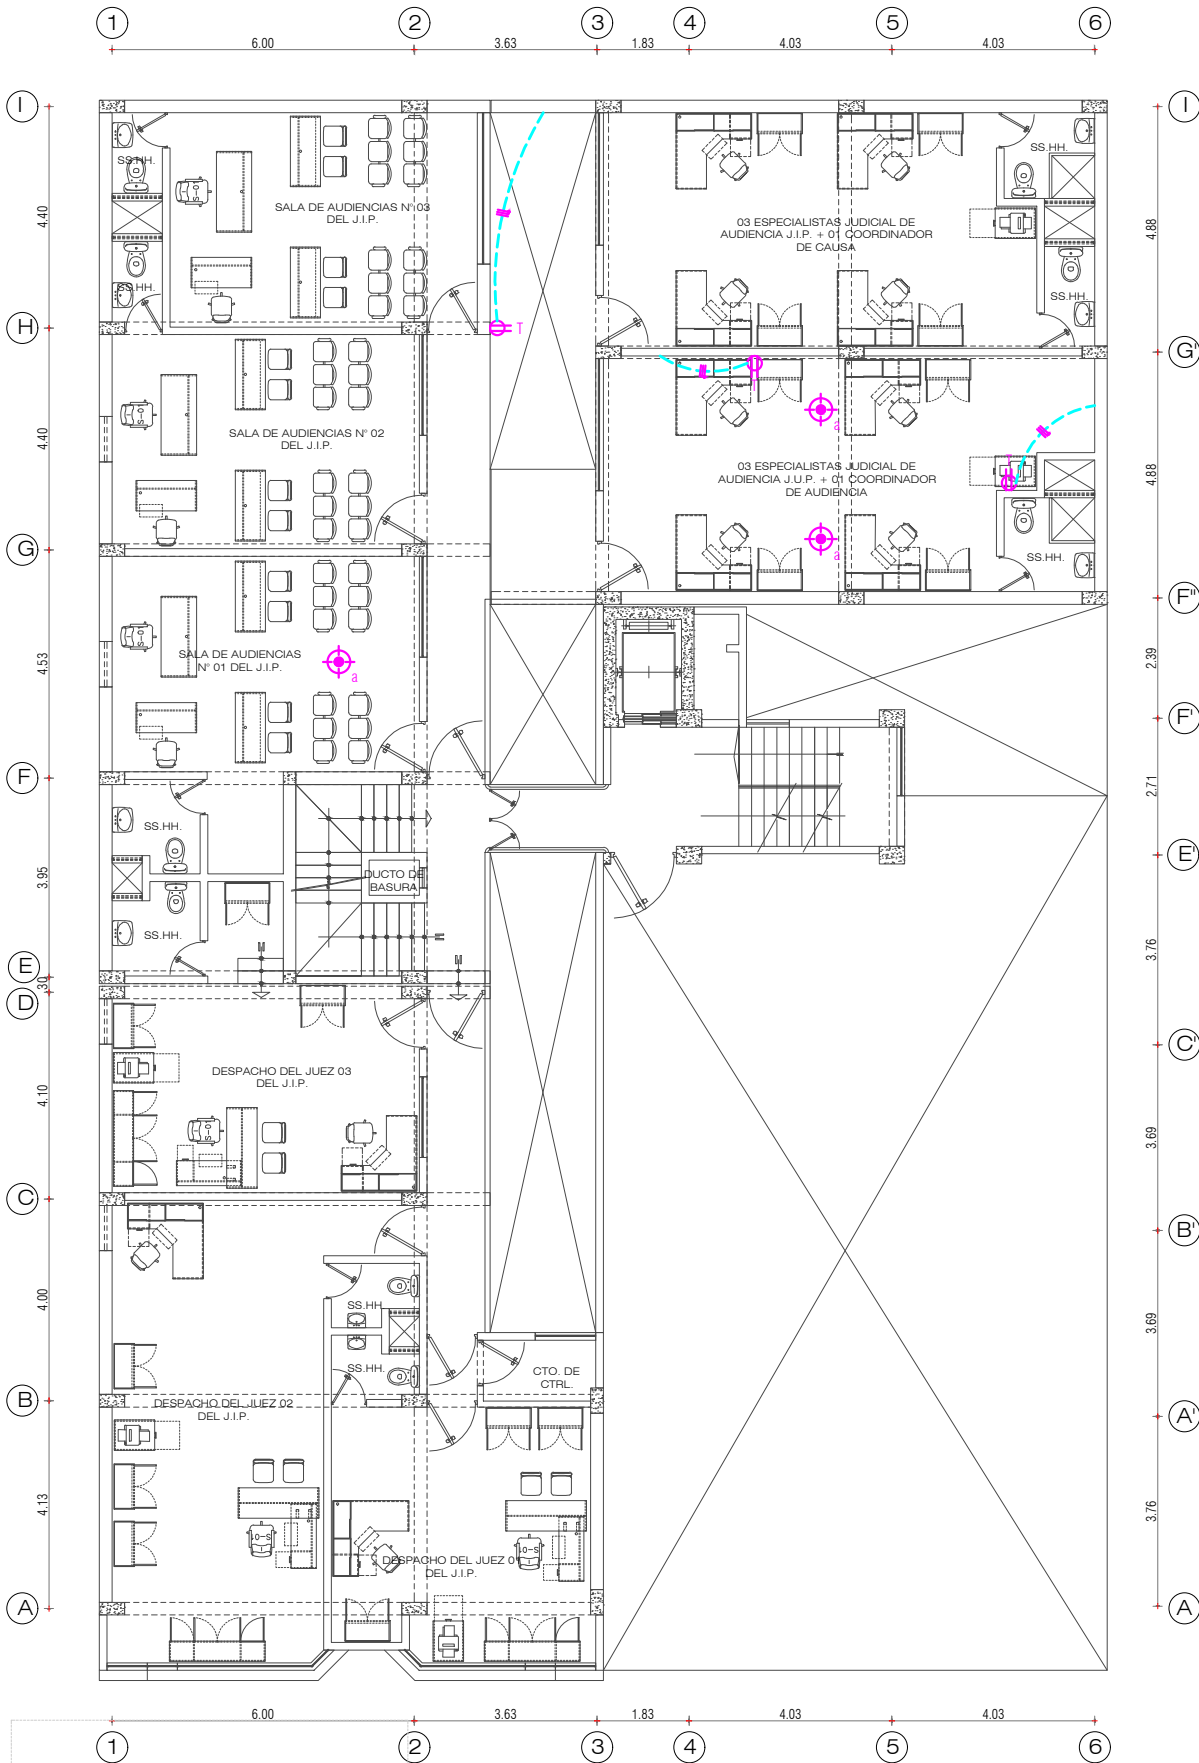 1 2 3 4 5 6
6.00 3.63 1.83 4.03 4.03
I I
SS.HH.
SALA DE AUDIENCIAS N° 03
DEL J.I.P.
S-01
4.40
SS.HH.
03 ESPECIALISTAS JUDICIAL DE
AUDIENCIA J.I.P. + 01 COORDINADOR
DE CAUSA
SS.HH.
4.88
SS.HH.
H T
G'
SALA DE AUDIENCIAS N° 02
DEL J.I.P.
S-01
4.40
T
a
03 ESPECIALISTAS JUDICIAL DE
AUDIENCIA J.U.P. + 01 COORDINADOR
DE AUDIENCIA
T
4.88
G
a
SS.HH.
F"
SALA DE AUDIENCIAS
N° 01 DEL J.I.P.
S-01
a
4.53
2.39
F'
F
2.71
SS.HH.
DUCTO DE
BASURA
3.95
E'
SS.HH.
3.76
E
.30
D
DESPACHO DEL JUEZ 03
DEL J.I.P.
S-01
4.10
C'
3.69
C
B'
4.00
SS.HH.
SS.HH.
CTO. DE
CTRL.
3.69
B
DESPACHO DEL JUEZ 02
DEL J.I.P.
A'
4.13
S-01
S-01
3.76
DESPACHO DEL JUEZ 01
DEL J.I.P.
A A
6.00 3.63 1.83 4.03 4.03
1 2 3 4 5 6